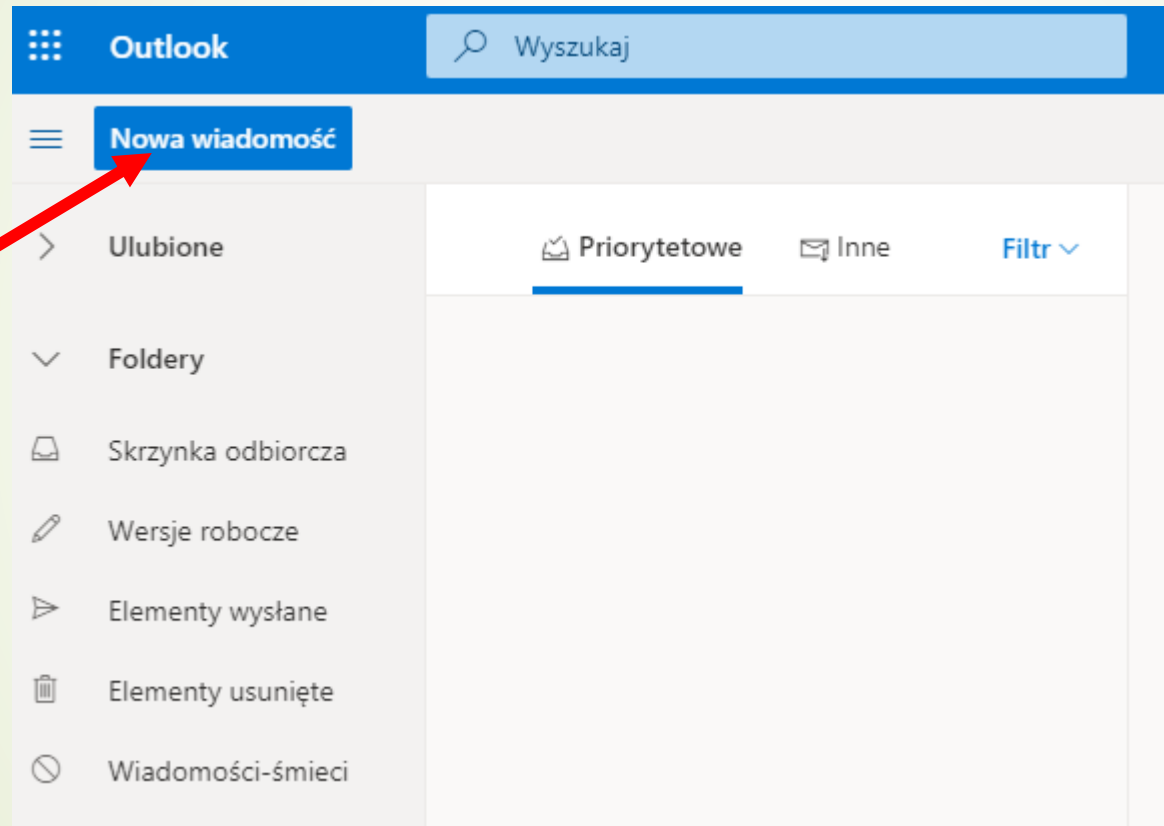 Outlook
Wyszukaj
Nowa wiadomość
Ulubione
Priorytetowe Inne Filtr
Foldery
Skrzynka odbiorcza
Wersje robocze
Elementy wysłane
Elementy usunięte
Wiadomości-śmieci